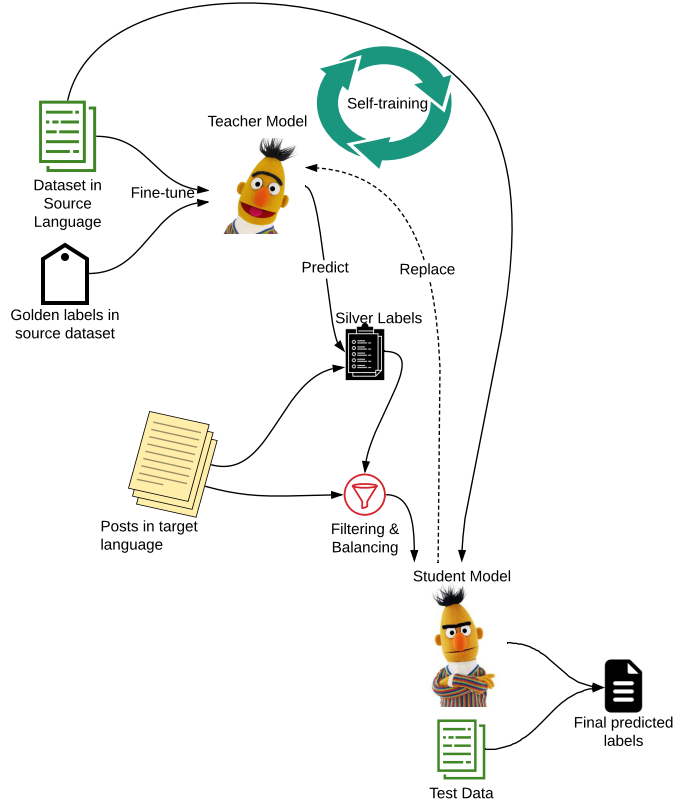 Self-training
Teacher Model
Dataset in
Source
Language
Fine-tune
Golden labels in
source dataset
Predict
Replace
Silver Labels
Posts in target
language
Filtering &
Balancing
Student Model
Final predicted
labels
Test Data